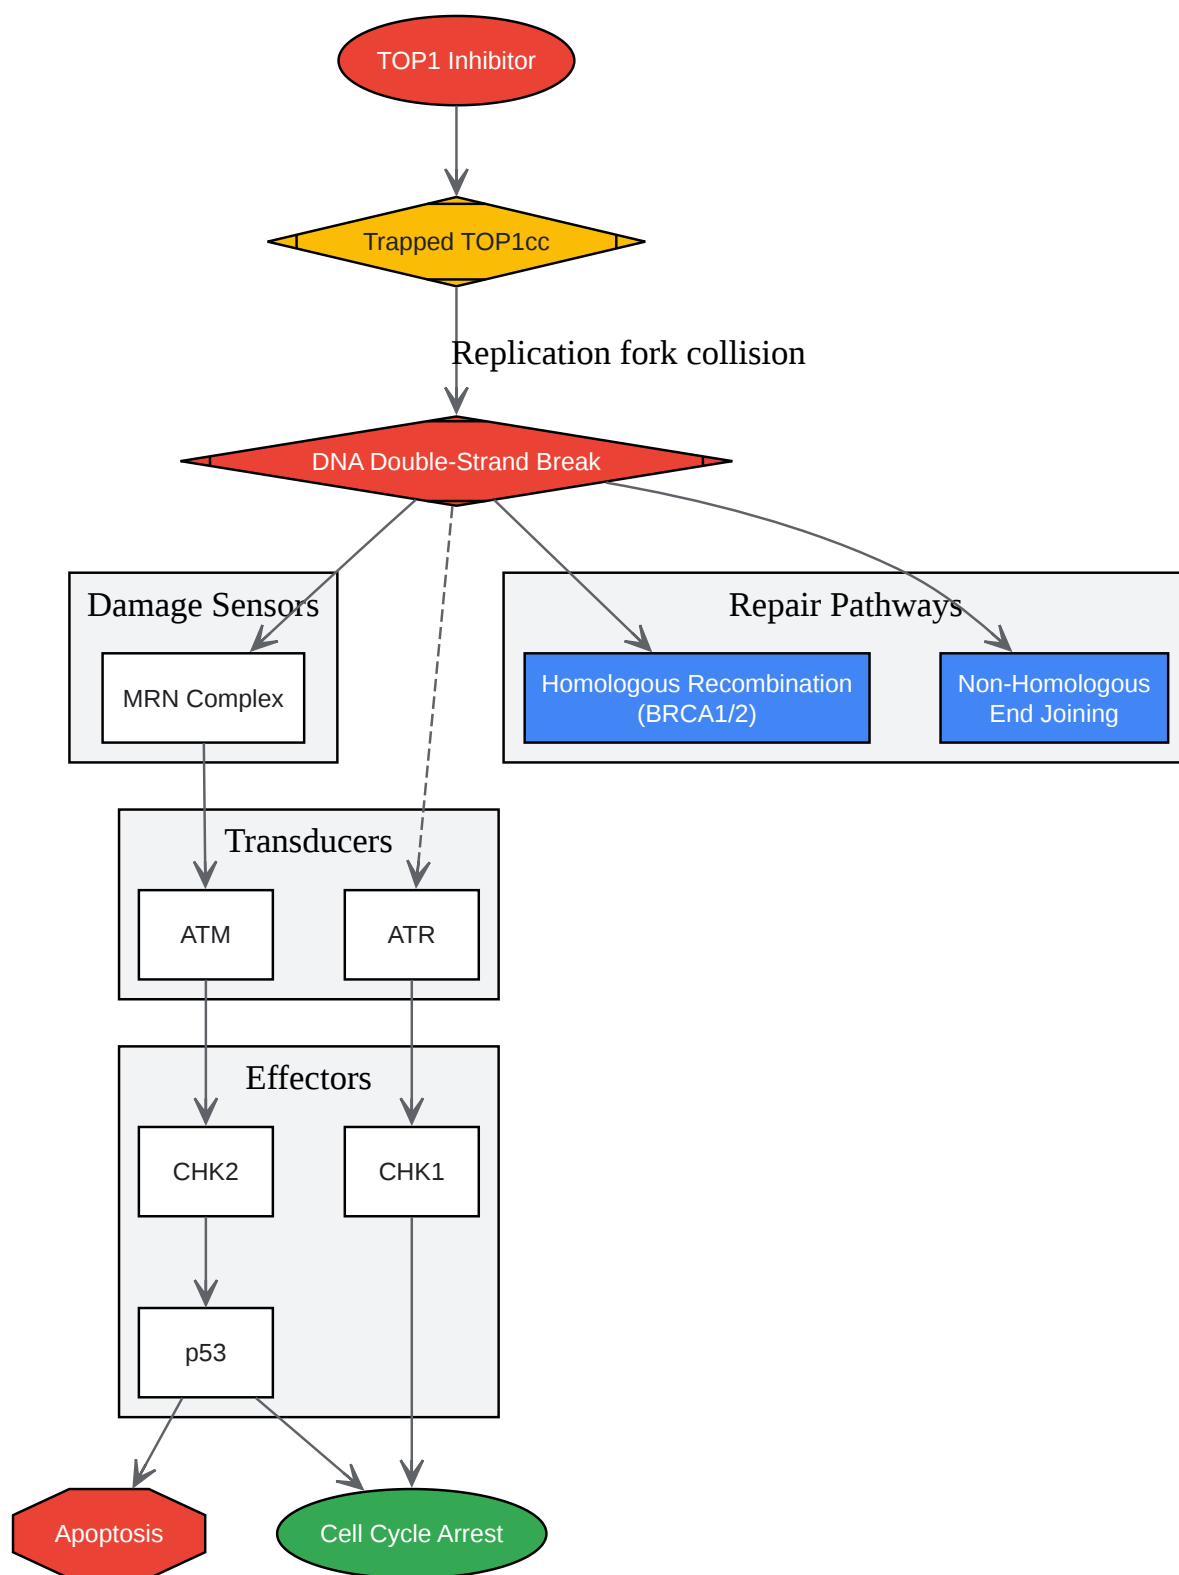 TOP1 Inhibitor
Trapped TOP1cc
Replication fork collision
DNA Double-Strand Break
Damage Sensors
Repair Pathways
MRN Complex
Homologous Recombination
(BRCA1/2)
Non-Homologous
End Joining
Transducers
ATM
ATR
Effectors
CHK2
CHK1
p53
Apoptosis
Cell Cycle Arrest